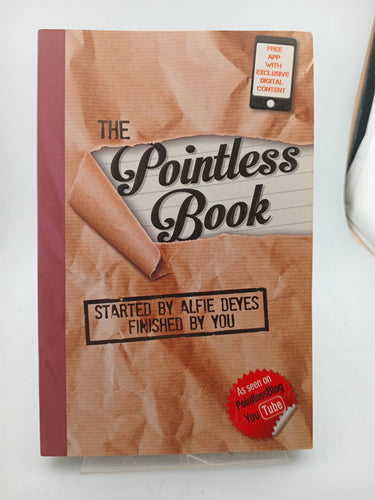 FREE
APP
WITH
EXCLUSIVE
DIGITAL
CONTENT
THE
Pointless
Book
STARTED BY ALFIE DEYES
FINISHED BY YOU
As seen on
PointlessBlog
You Tube